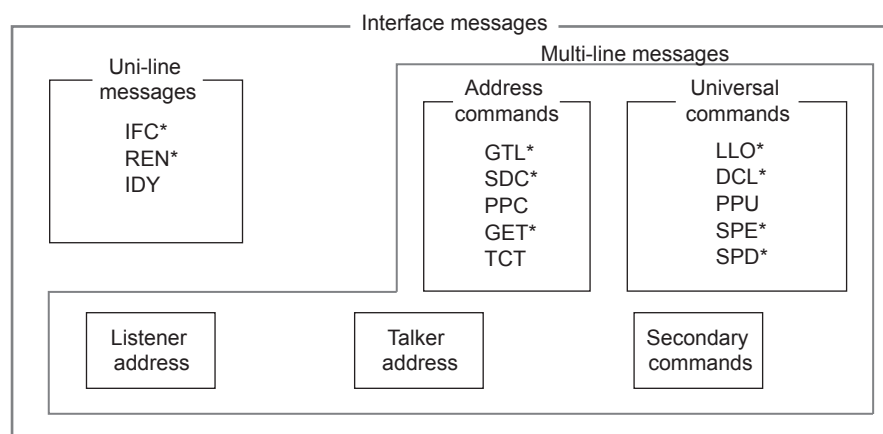 Interface messages
Uni-line
messages
IFC*
REN*
IDY
Multi-line messages
Address
commands
GTL*
SDC*
PPC
GET*
TCT
Universal
commands
LLO*
DCL*
PPU
SPE*
SPD*
Listener
address
Talker
address
Secondary
commands